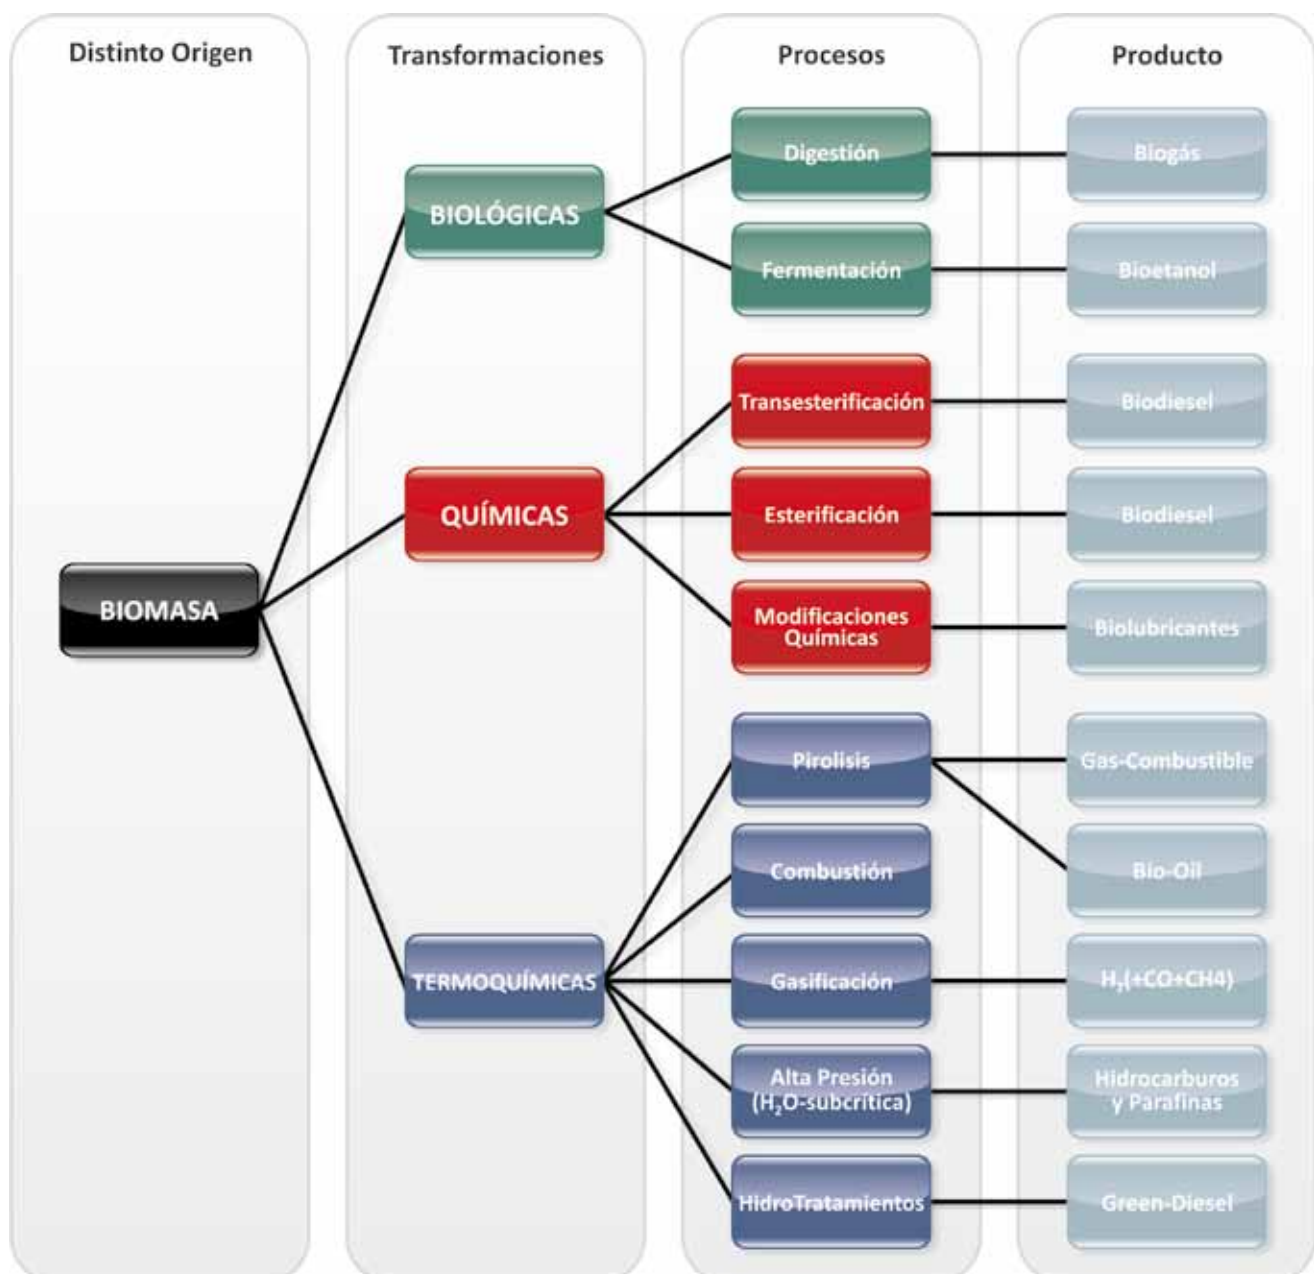 Distinto Origen
Transformaciones
Procesos
Producto
BIOMASA
BIOLÓGICAS
Digestión
Biogás
Fermentación
Bioetanol
QUÍMICAS
Transesterificación
Biodiesel
Esterificación
Biodiesel
Modificaciones
Químicas
Biolubricantes
TERMOQUÍMICAS
Pirolisis
Gas-Combustible
Bio-Oil
Combustión
Gasificación
H₂(+CO+CH4)
Alta Presión
(H₂O-subcrítica)
Hidrocarburos
y Parafinas
HidroTratamientos
Green-Diesel